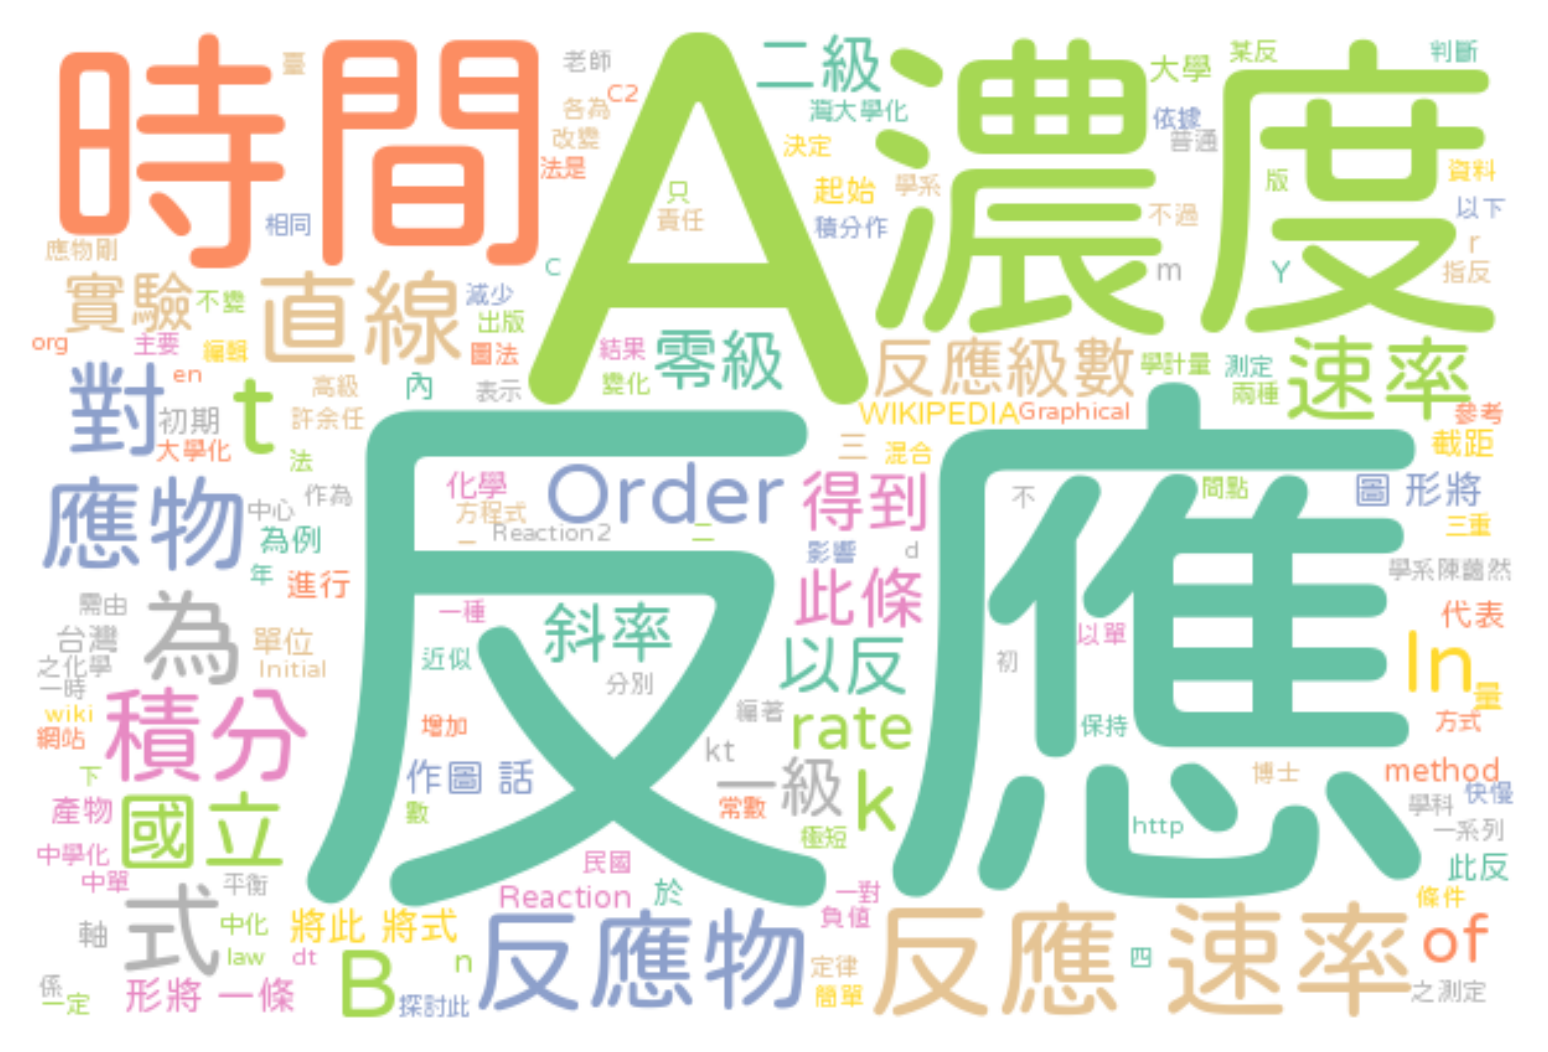 時間
A
濃度
反應
臺
老師
C2
各為
改變
法是
二級
灣大學化
決定
起始
學系
積分作
大學
某反
判斷
依據
普通
版
資料
以下
不過
r
m
Y
指反
只
責任
C
相同
應物剛
實驗
不變
直線
減少
出版
圖法
org
主要
編輯
結果
變化
零級
反應級數
學計量
測定
兩種
速率
en
對
t
高級
內
表示
初期
許余任
大學化
法
WIKIPEDIA
Graphical
參考
截距
三
混合
應物
中心
作為
為例
年
進行
化學
方程式
一
Order
Reaction2
二
得到
影響
d
不
間點
圖 形將
三重
學系陳藹然
需由
為
台灣
之化學
一時
單位
Initial
一種
近似
斜率
分別
此條
以反
初
以單
代表
ln
量
方式
wiki
網站
積分
增加
編著
rate
保持
下
產物
國立
作圖 話
數
kt
一級
常數
k
極短
博士
method
學科
快慢
http
一系列
此反
中學化
中單
平衡
民國
Reaction
於
一對
負值
條件
軸
式
中化
law
將此 將式
dt
B
n
反應物
定律
簡單
反應 速率
四
of
係
一定
形將 一條
探討此
之測定